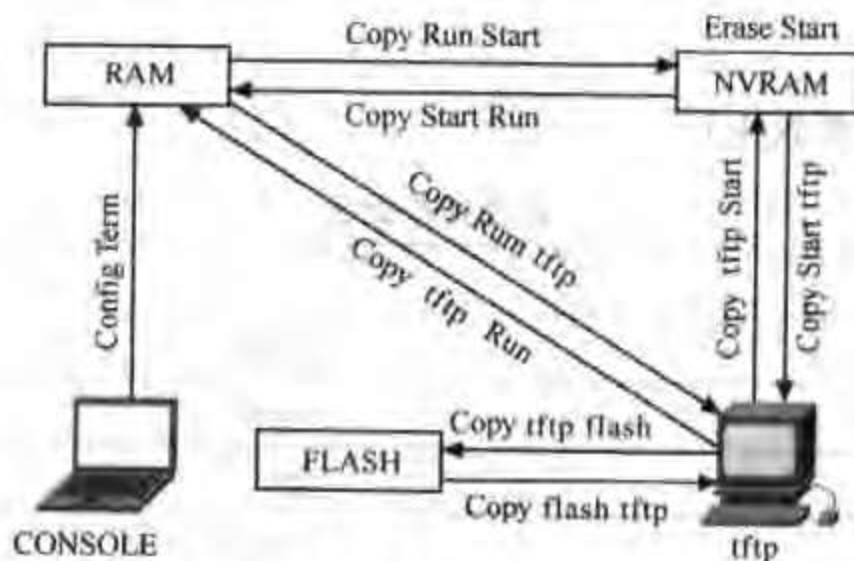 Copy Run Start
Erase Start
RAM
NVRAM
Copy Start Run
Config Term
Copy Rum tftp
Copy tftp Run
Copy tftp Start
Copy Start tftp
Copy tftp flash
FLASH
Copy flash tftp
CONSOLE
tftp